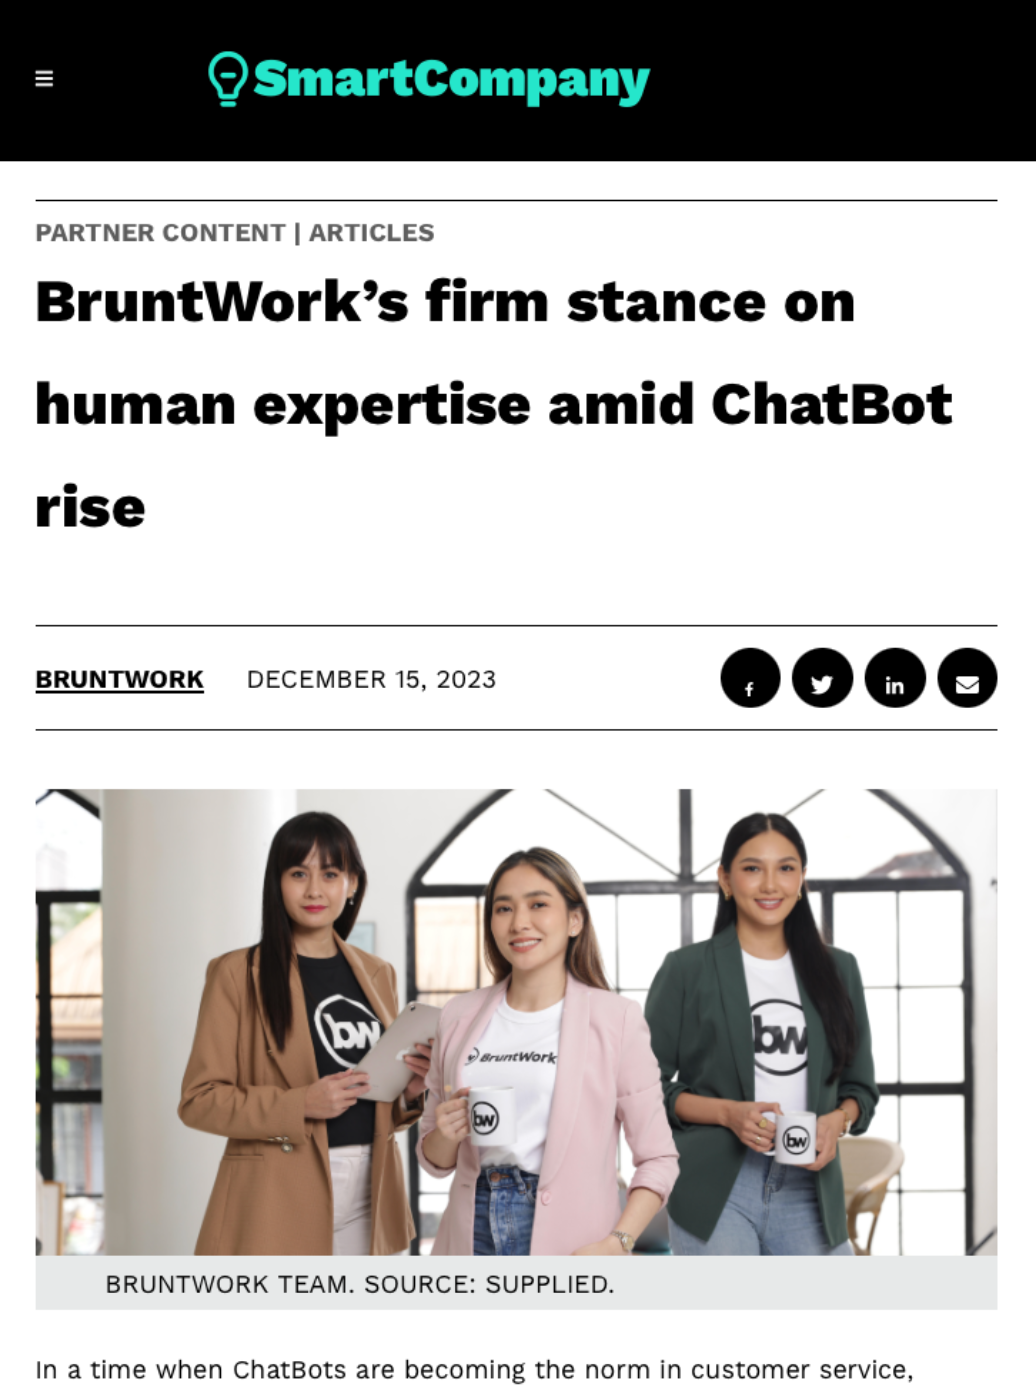 SmartCompany
PARTNER CONTENT | ARTICLES
BruntWork’s firm stance on
human expertise amid ChatBot
rise
BRUNTWORK DECEMBER 15, 2023
f in
bw
bw
BruntWork
bw
bw
BRUNTWORK TEAM. SOURCE: SUPPLIED.
In a time when ChatBots are becoming the norm in customer service,